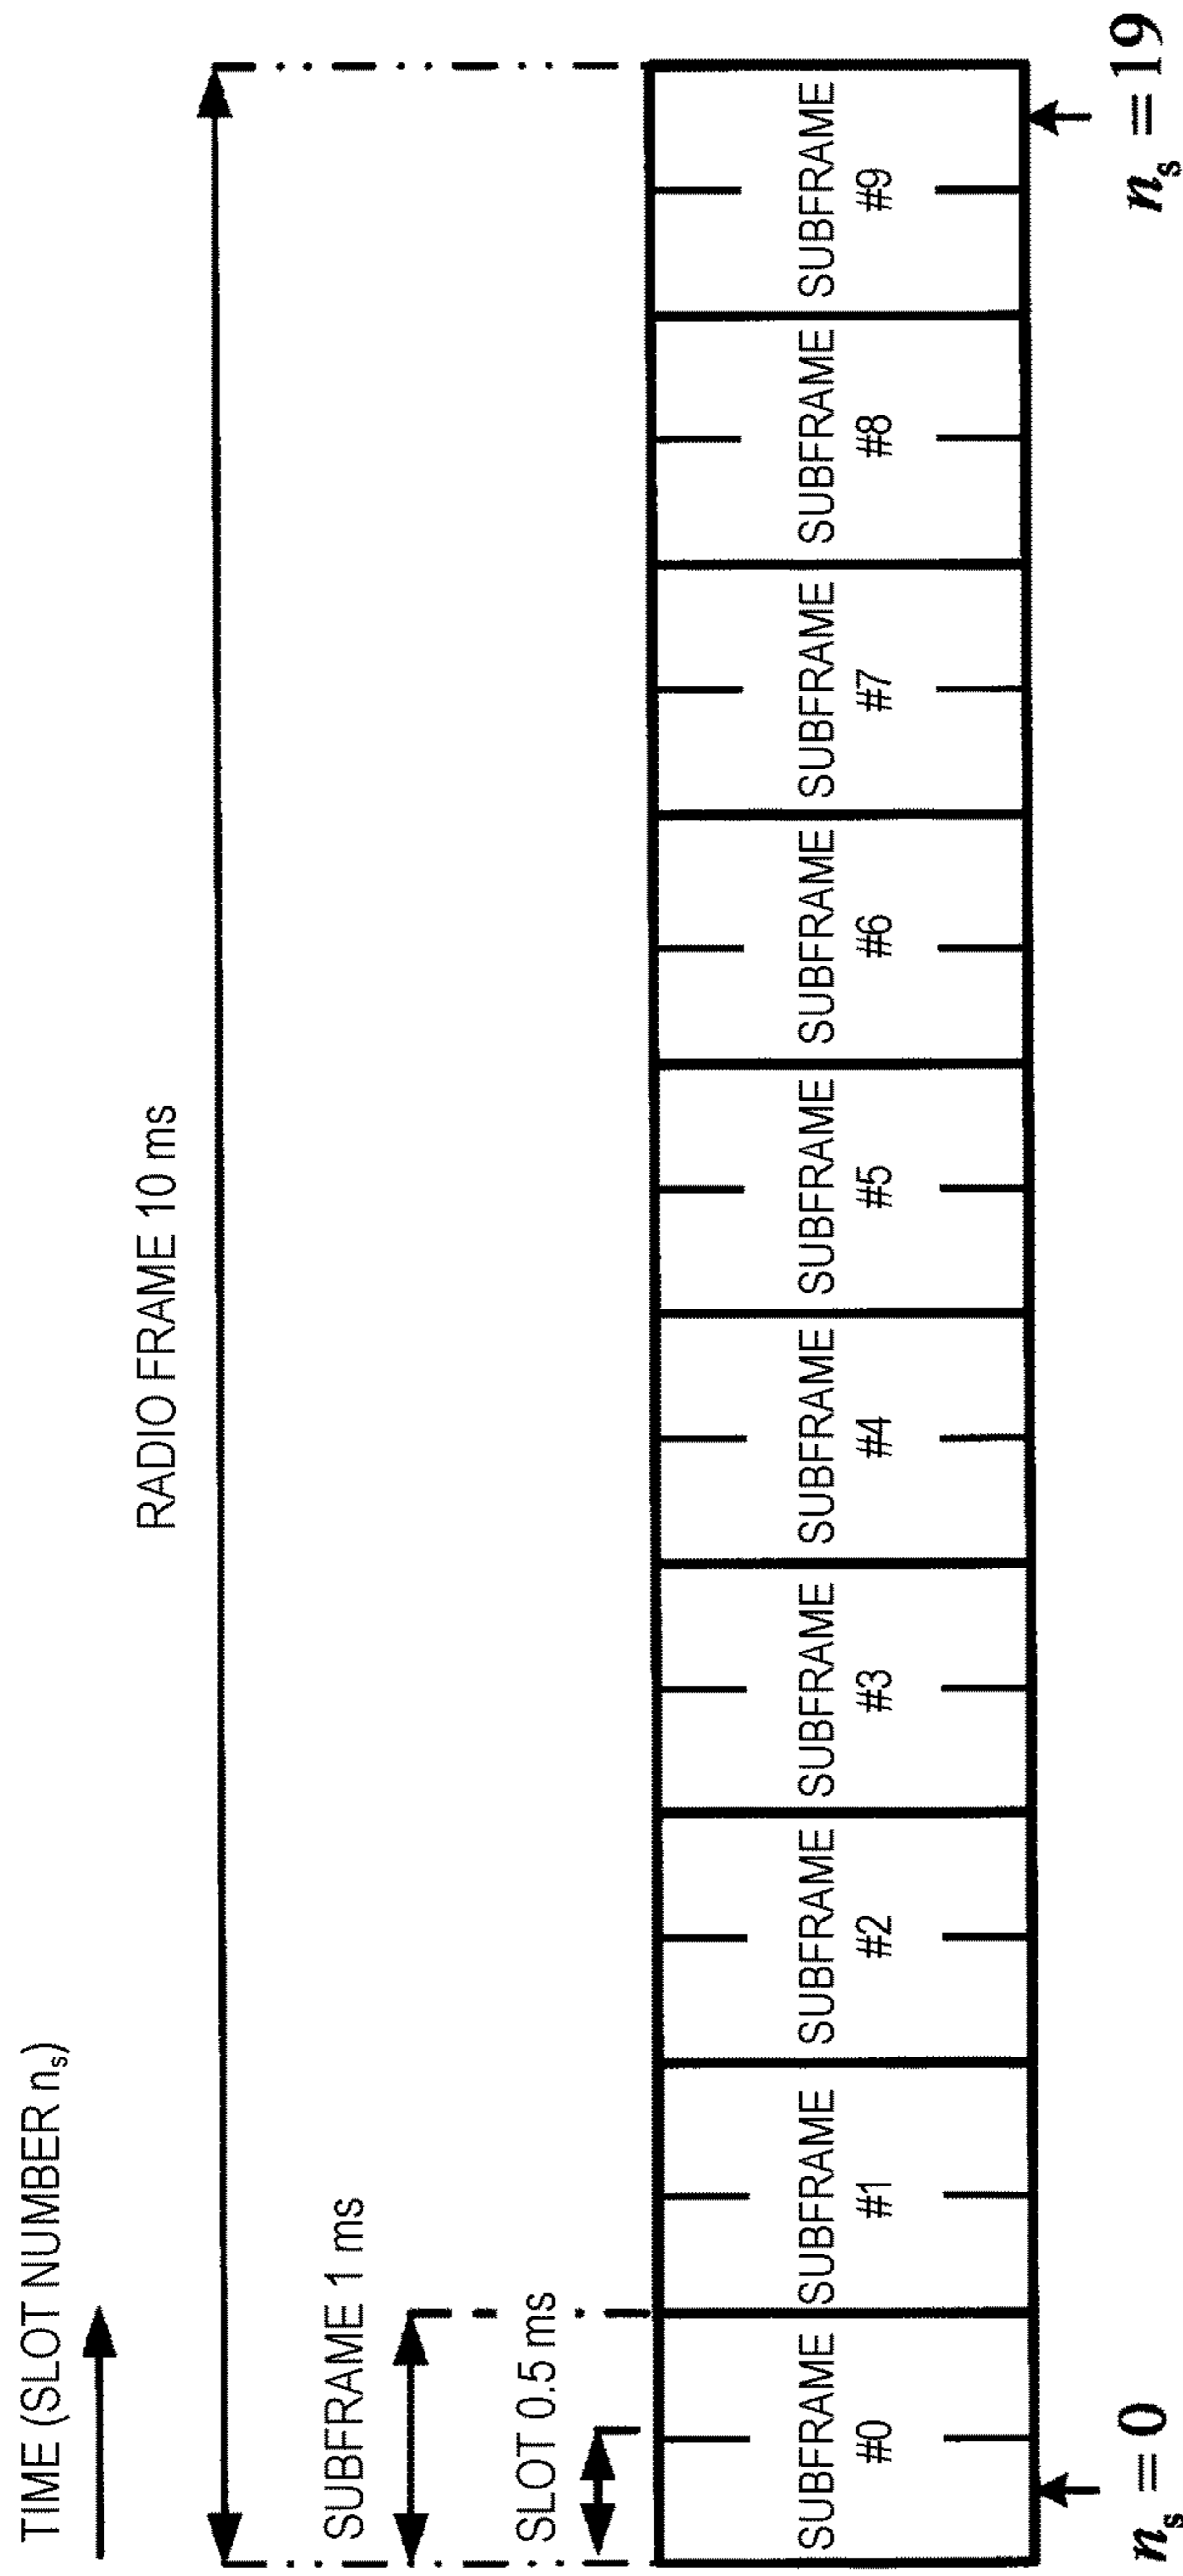 TIME (SLOT NUMBER nₛ)
RADIO FRAME 10 ms
SUBFRAME 1 ms
SLOT 0.5 ms
SUBFRAME
#0
SUBFRAME
#1
SUBFRAME
#2
SUBFRAME
#3
SUBFRAME
#4
SUBFRAME
#5
SUBFRAME
#6
SUBFRAME
#7
SUBFRAME
#8
SUBFRAME
#9
nₛ = 0
nₛ = 19